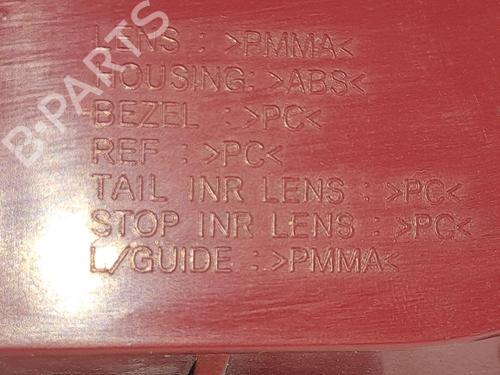 LENS : >PMMA<
HOUSING: >ABS<
BEZEL : >PC<
REF : >PC<
TAIL INR LENS : >PC<
STOP INR LENS : >PC<
L/GUIDE : >PMMA<
B-PARTS